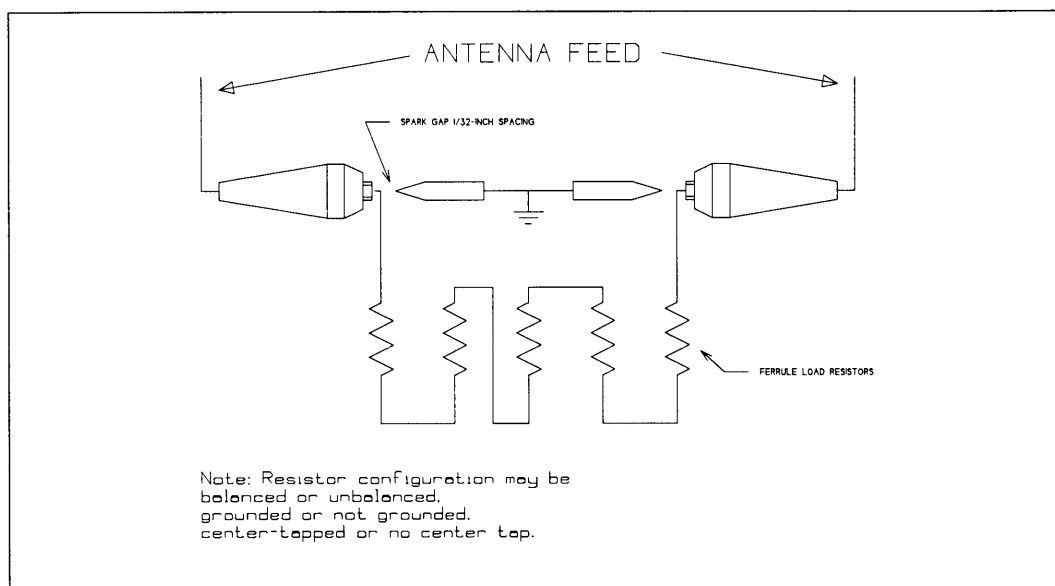 ANTENNA FEED
SPARK GAP 1/32-INCH SPACING
FERRULE LOAD RESISTORS
Note: Resistor configuration may be
balanced or unbalanced.
grounded or not grounded.
center-tapped or no center tap.